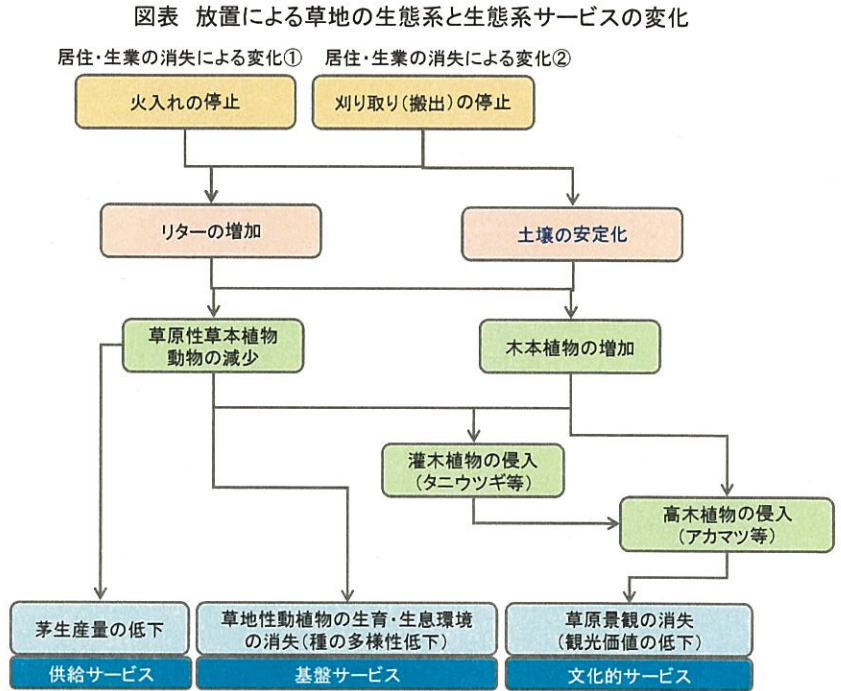 図表 放置による草地の生態系と生態系サービスの変化
居住・生業の消失による変化①
居住・生業の消失による変化②
火入れの停止
刈り取り(搬出)の停止
リターの増加
土壌の安定化
草原性草本植物
動物の減少
木本植物の増加
灌木植物の侵入
(タニウツギ等)
高木植物の侵入
(アカマツ等)
茅生産量の低下
供給サービス
草地性動植物の生育・生息環境
の消失(種の多様性低下)
基盤サービス
草原景観の消失
(観光価値の低下)
文化的サービス